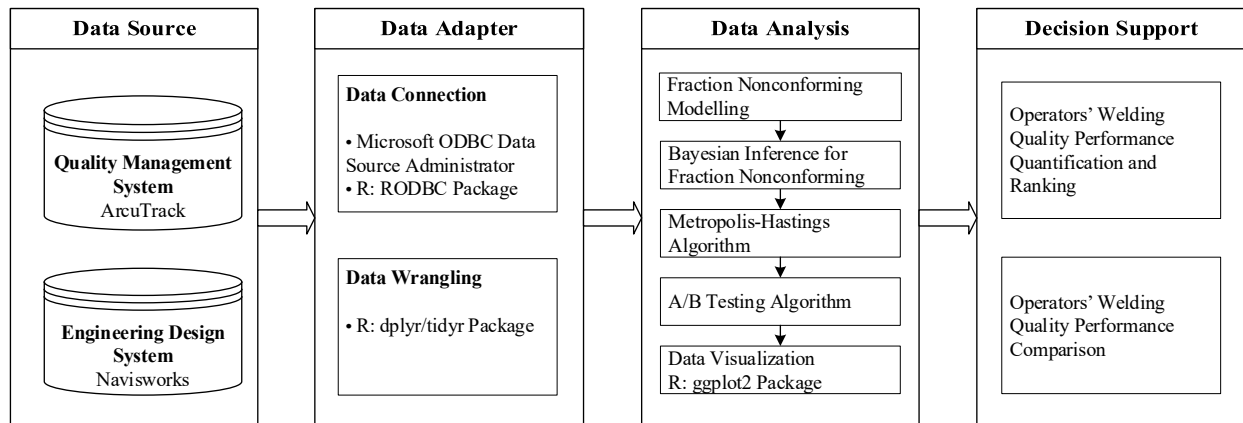 Data Source
Quality Management
System
ArcuTrack
Engineering Design
System
Navisworks
Data Adapter
Data Connection
• Microsoft ODBC Data
Source Administrator
• R: RODBC Package
Data Wrangling
• R: dplyr/tidyr Package
Data Analysis
Fraction Nonconforming
Modelling
Bayesian Inference for
Fraction Nonconforming
Metropolis-Hastings
Algorithm
A/B Testing Algorithm
Data Visualization
R: ggplot2 Package
Decision Support
Operators' Welding
Quality Performance
Quantification and
Ranking
Operators' Welding
Quality Performance
Comparison